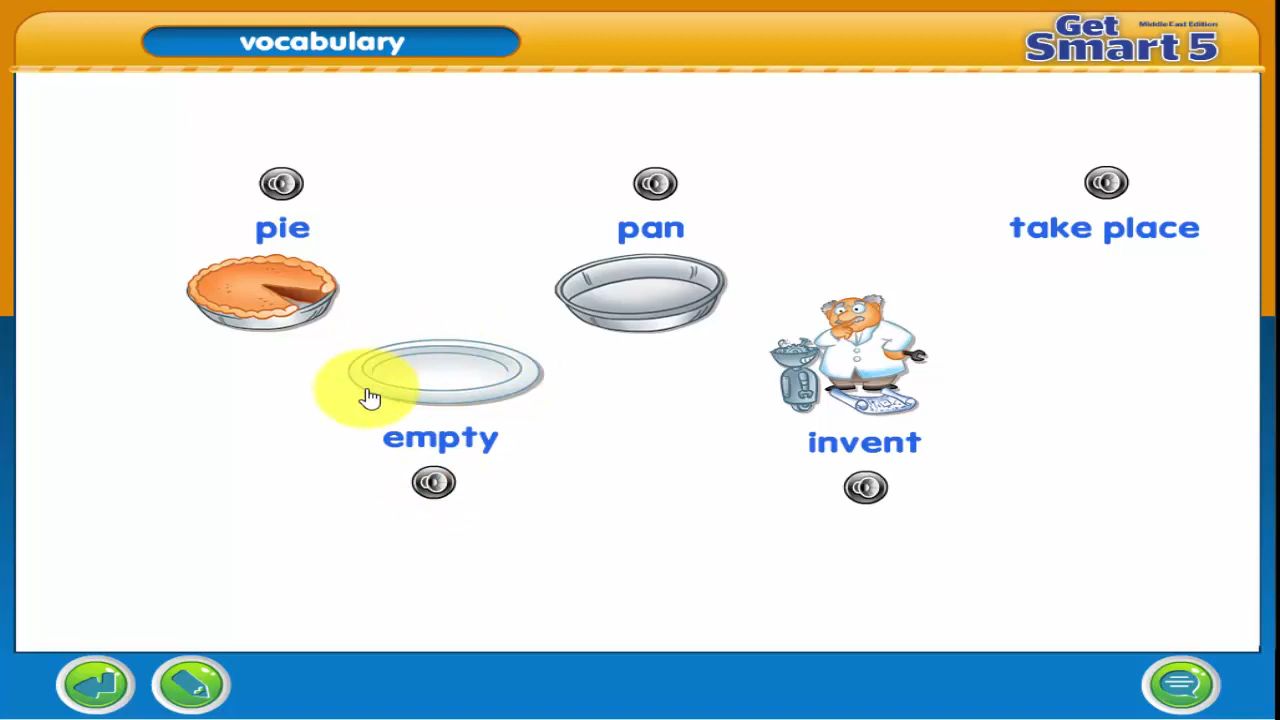 vocabulary
Get
Middle East Edition
Smart 5
pie
pan
take place
empty
invent